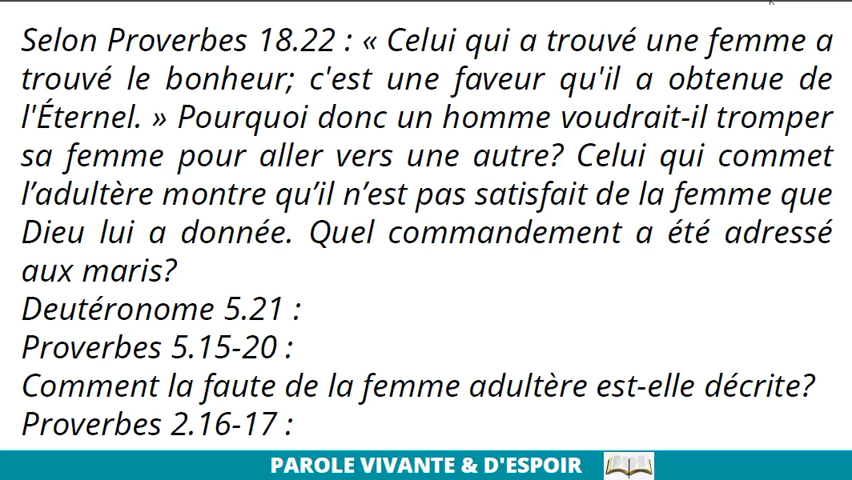 Selon Proverbes 18.22 : « Celui qui a trouvé une femme a
trouvé le bonheur; c'est une faveur qu'il a obtenue de
l'Éternel. » Pourquoi donc un homme voudrait-il tromper
sa femme pour aller vers une autre? Celui qui commet
l’adultère montre qu’il n’est pas satisfait de la femme que
Dieu lui a donnée. Quel commandement a été adressé
aux maris?
Deutéronome 5.21 :
Proverbes 5.15-20 :
Comment la faute de la femme adultère est-elle décrite?
Proverbes 2.16-17 :
PAROLE VIVANTE & D'ESPOIR